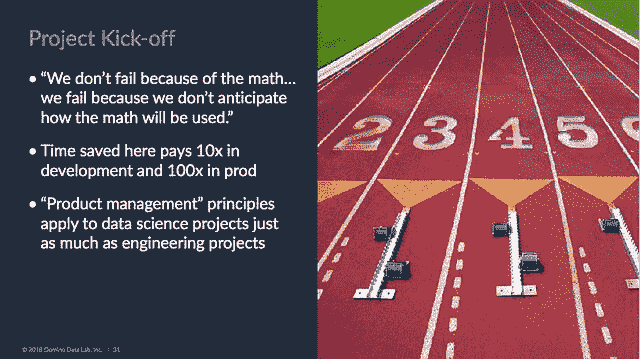 Project Kick-off
• “We don’t fail because of the math...
we fail because we don’t anticipate
how the math will be used.”
• Time saved here pays 10x in
development and 100x in prod
• “Product management” principles
apply to data science projects just
as much as engineering projects
2 3 4 5
© 2018 Domino Data Lab, Inc.